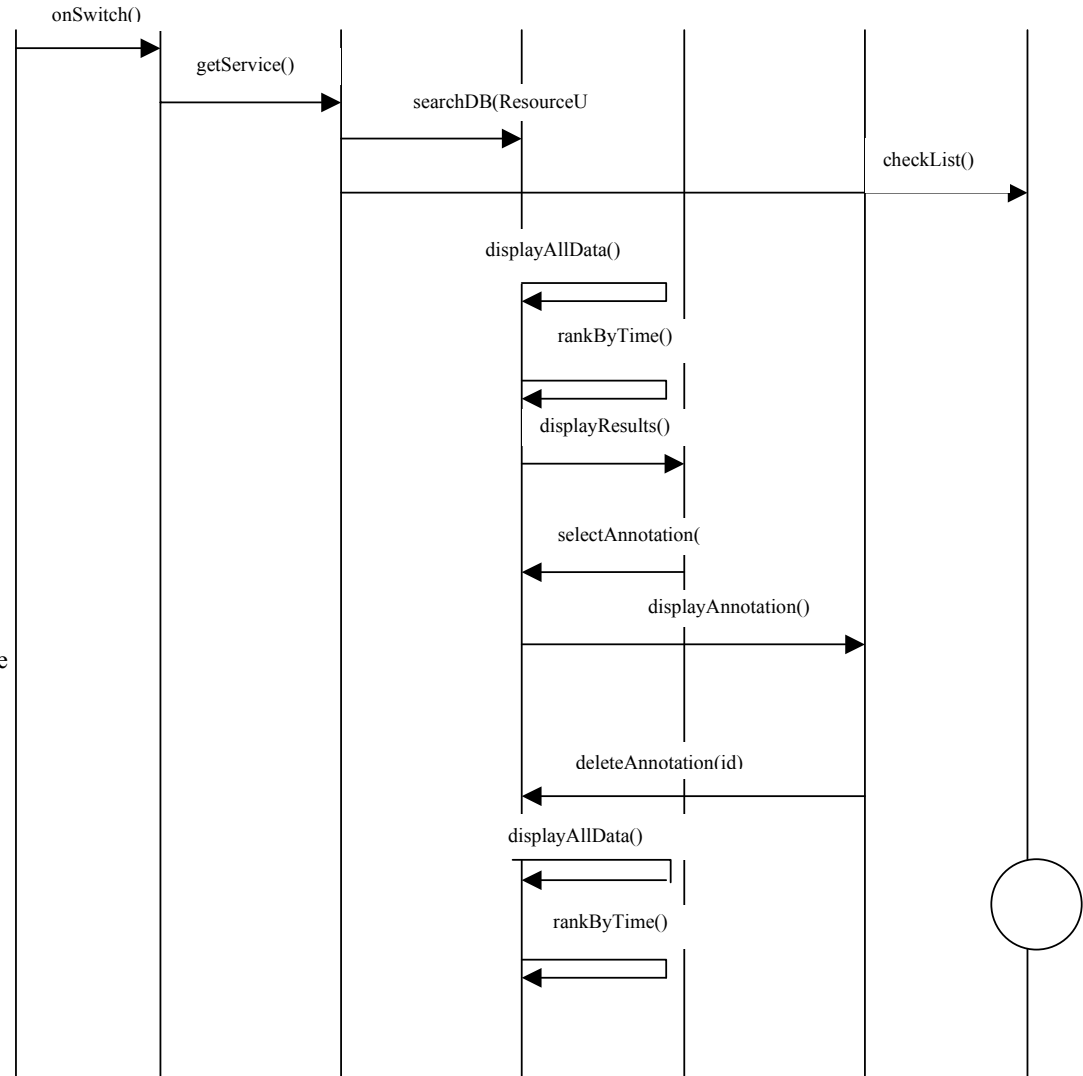 onSwitch()
getService()
searchDB(ResourceU
checkList()
displayAllData()
rankByTime()
displayResults()
selectAnnotation(
displayAnnotation()
e
deleteAnnotation(id)
displayAllData()
rankByTime()